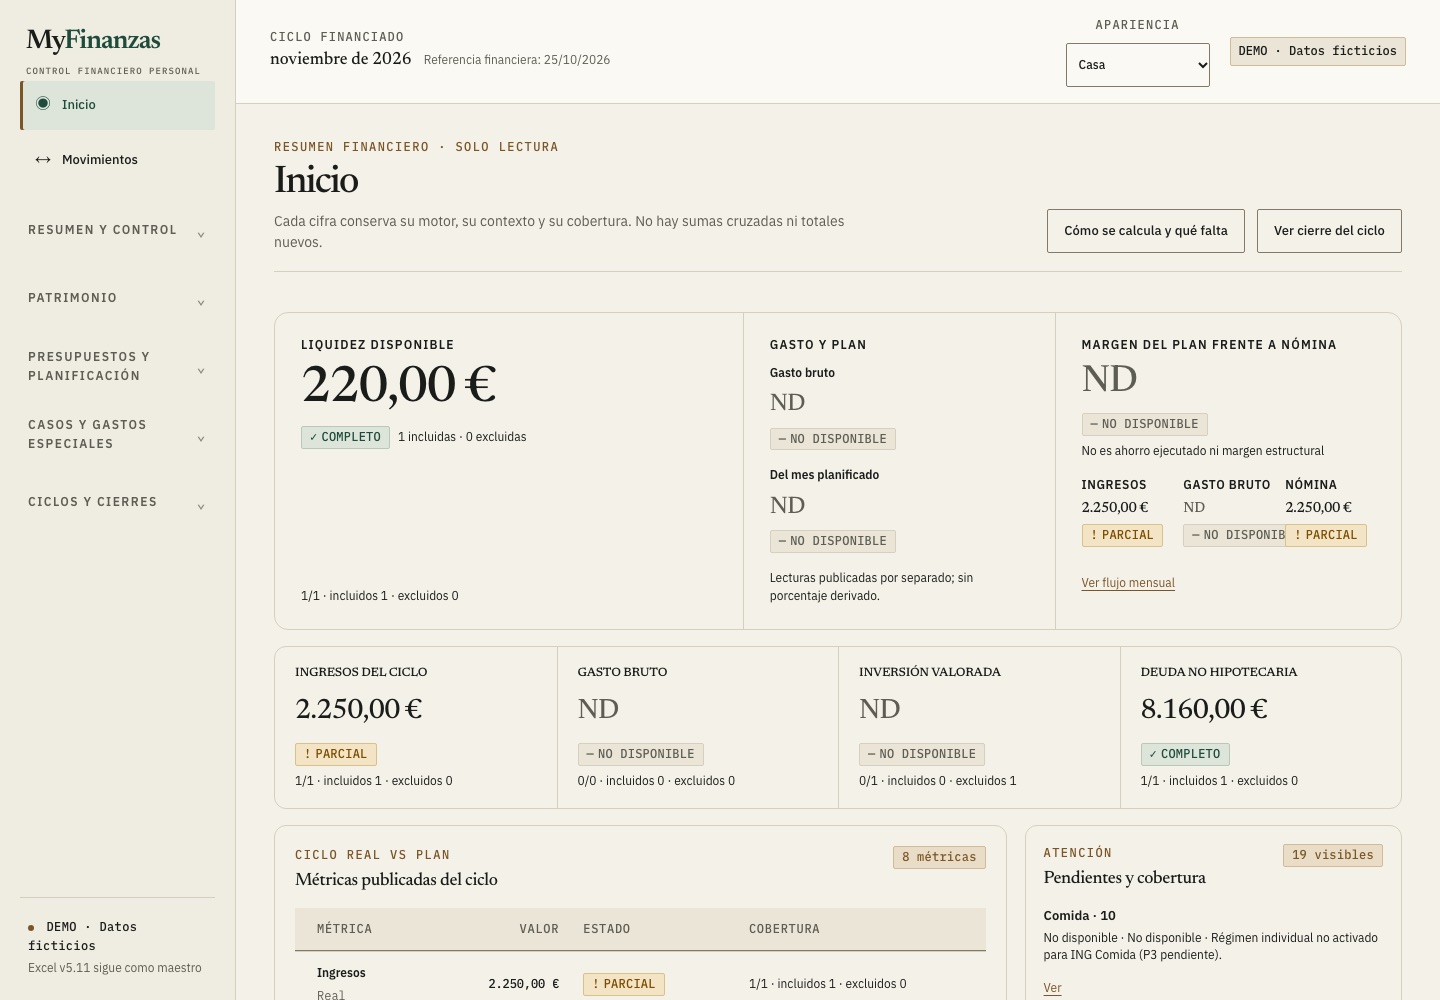 MyFinanzas
CONTROL FINANCIERO PERSONAL
Inicio
Movimientos
RESUMEN Y CONTROL
PATRIMONIO
PRESUPUESTOS Y
PLANIFICACIÓN
CASOS Y GASTOS
ESPECIALES
CICLOS Y CIERRES
DEMO · Datos
ficticios
Excel v5.11 sigue como maestro
CICLO FINANCIADO
noviembre de 2026 Referencia financiera: 25/10/2026
APARIENCIA
Casa
DEMO · Datos ficticios
RESUMEN FINANCIERO · SOLO LECTURA
Inicio
Cada cifra conserva su motor, su contexto y su cobertura. No hay sumas cruzadas ni totales
nuevos.
Cómo se calcula y qué falta
Ver cierre del ciclo
LIQUIDEZ DISPONIBLE
220,00 €
✓ COMPLETO 1 incluidas · 0 excluidas
1/1 · incluidos 1 · excluidos 0
GASTO Y PLAN
Gasto bruto
ND
— NO DISPONIBLE
Del mes planificado
ND
— NO DISPONIBLE
Lecturas publicadas por separado; sin
porcentaje derivado.
MARGEN DEL PLAN FRENTE A NÓMINA
ND
— NO DISPONIBLE
No es ahorro ejecutado ni margen estructural
INGRESOS GASTO BRUTO NÓMINA
2.250,00 € ND 2.250,00 €
! PARCIAL — NO DISPONIB ! PARCIAL
Ver flujo mensual
INGRESOS DEL CICLO
2.250,00 €
! PARCIAL
1/1 · incluidos 1 · excluidos 0
GASTO BRUTO
ND
— NO DISPONIBLE
0/0 · incluidos 0 · excluidos 0
INVERSIÓN VALORADA
ND
— NO DISPONIBLE
0/1 · incluidos 0 · excluidos 1
DEUDA NO HIPOTECARIA
8.160,00 €
✓ COMPLETO
1/1 · incluidos 1 · excluidos 0
CICLO REAL VS PLAN
Métricas publicadas del ciclo
8 métricas
MÉTRICA VALOR ESTADO COBERTURA
Ingresos
Real
2.250,00 € ! PARCIAL 1/1 · incluidos 1 · excluidos 0
ATENCIÓN
Pendientes y cobertura
19 visibles
Comida · 10
No disponible · No disponible · Régimen individual no activado
para ING Comida (P3 pendiente).
Ver